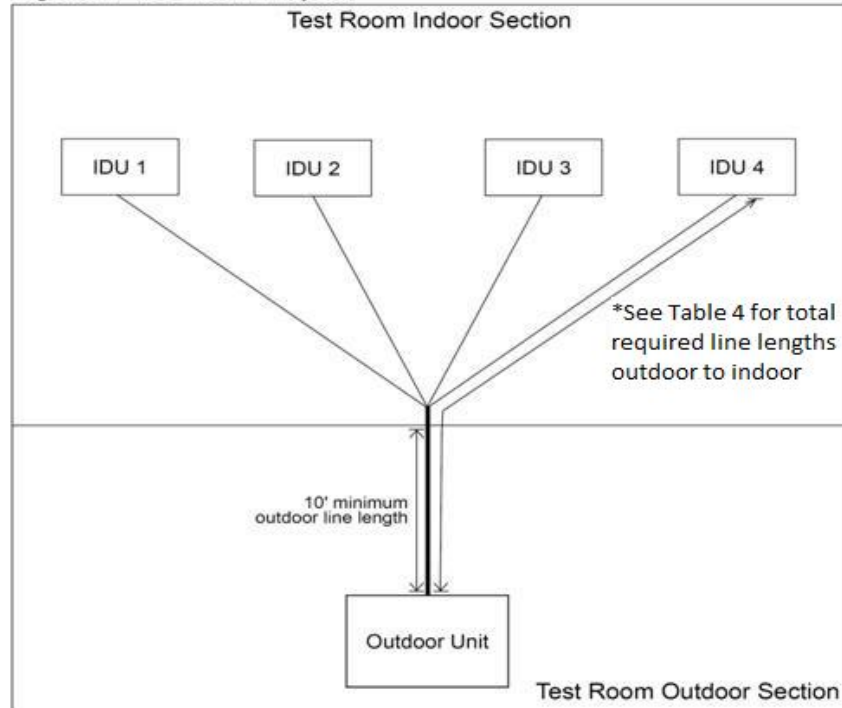 Test Room Indoor Section
IDU 1
IDU 2
IDU 3
IDU 4
*See Table 4 for total
required line lengths
outdoor to indoor
10' minimum
outdoor line length
Outdoor Unit
Test Room Outdoor Section